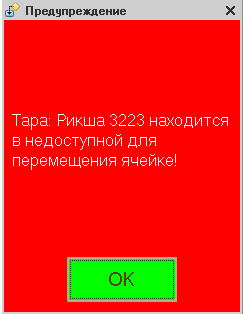 Предупреждение
Тара: Рикша 3223 находится
в недоступной для
перемещения ячейке!
OK